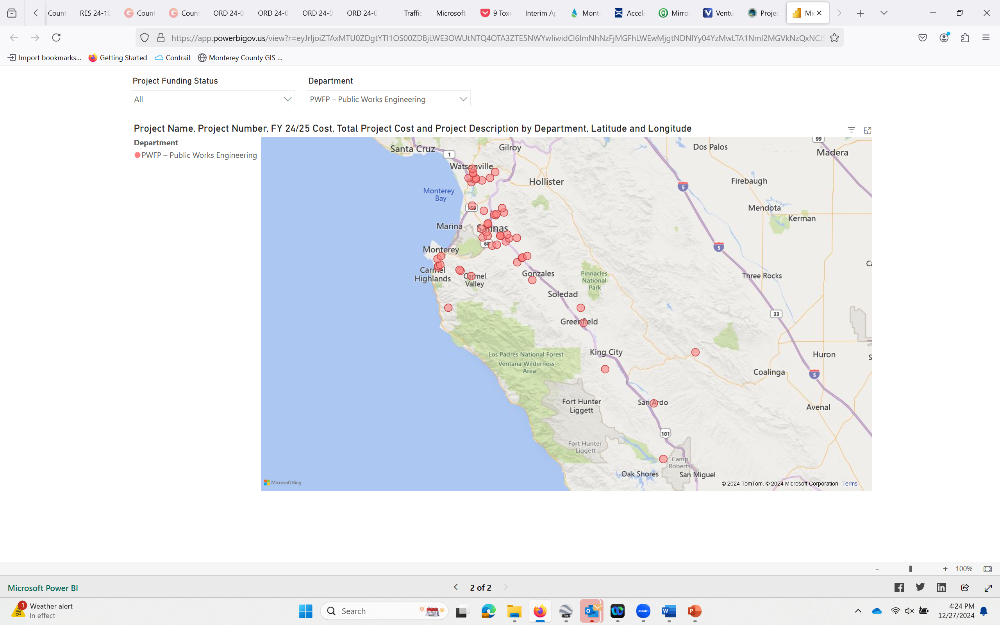 Count
RES 24-10
Count
Count
ORD 24-0
ORD 24-0
ORD 24-0
ORD 24-0
Traffic
Microsoft
9 Toxi
Interim A
Mont
Accela
Mirro
Ventu
Projec
Mi
https://app.powerbigov.us/view?r=
Import bookmarks...
Getting Started
Contrail
Monterey County GIS ...
Project Funding Status
Department
All
PWFP – Public Works Engineering
Project Name, Project Number, FY 24/25 Cost, Total Project Cost and Project Description by Department, Latitude and Longitude
Department
PWFP – Public Works Engineering
99
Santa Cruz
Gilroy
Dos Palos
Madera
1
Watsonville
Hollister
Firebaugh
5
Monterey
Bay
156
Mendota
Kerman
Marina
Salinas
68
5
Monterey
Carmel
Highlands
Carmel
Valley
Gonzales
Pinnacles
National
Park
Three Rocks
Ca
Soledad
33
Greenfield
King City
Huron
S
Los Padres National Forest
Ventana Wilderness
Area
Coalinga
5
Fort Hunter
Liggett
San Ardo
Avenal
101
Fort Hunter
Liggett
Camp
Roberts
Oak Shores
San Miguel
Microsoft Bing
© 2024 TomTom, © 2024 Microsoft Corporation Terms
- + 100%
Microsoft Power BI
2 of 2
1
Weather alert
In effect
Search
Pro
zoom
4:24 PM
12/27/2024